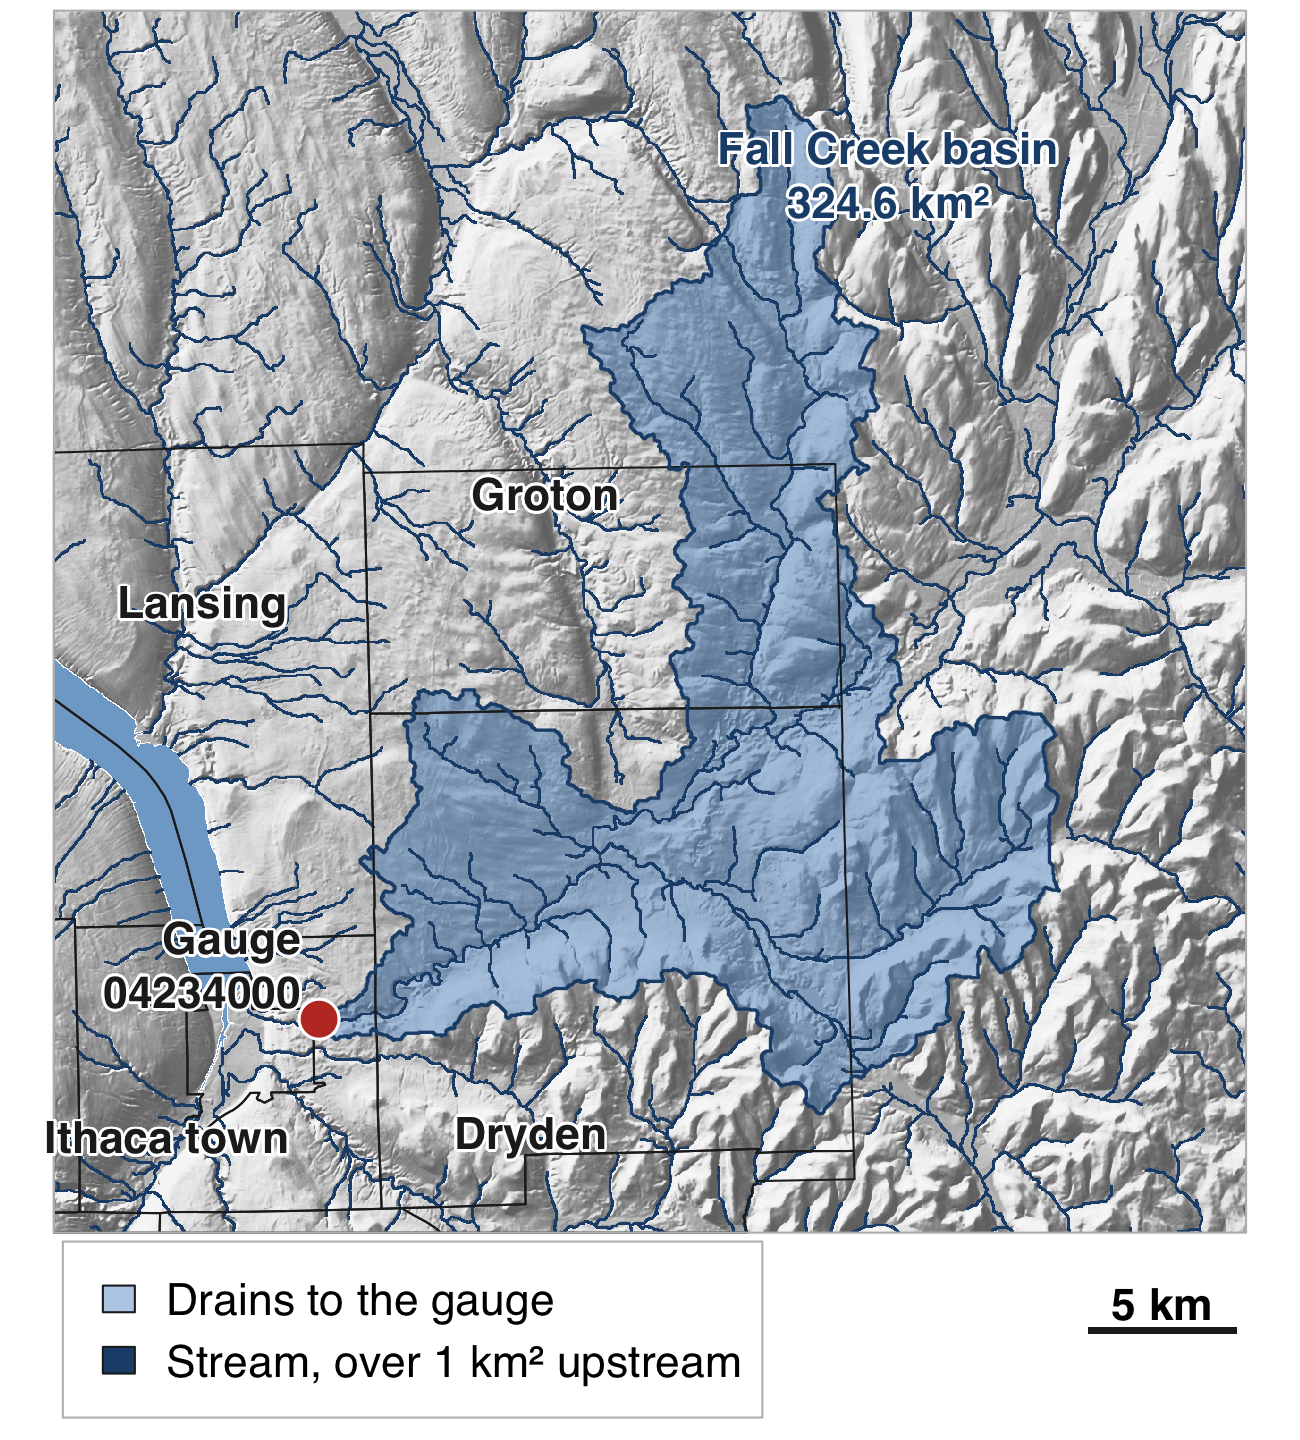 Fall Creek basin
324.6 km²
Groton
Lansing
Gauge
04234000
Ithaca town
Dryden
Drains to the gauge
Stream, over 1 km² upstream
5 km